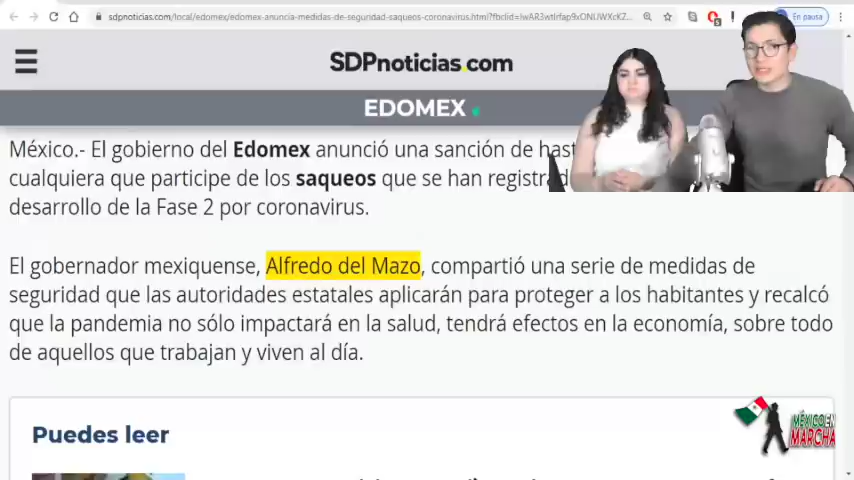 sdpnoticias.com/local/edomex/edomex-anuncia-medidas-de-seguridad-saqueos-coronavirus.html?fbclid=
En pausa
SDPnoticias.com
EDOMEX
México.- El gobierno del Edomex anunció una sanción de hast
cualquiera que participe de los saqueos que se han registrad
desarrollo de la Fase 2 por coronavirus.
El gobernador mexiquense, Alfredo del Mazo, compartió una serie de medidas de
seguridad que las autoridades estatales aplicarán para proteger a los habitantes y recalcó
que la pandemia no sólo impactará en la salud, tendrá efectos en la economía, sobre todo
de aquellos que trabajan y viven al día.
Puedes leer
MÉXICO EN
MARCHA